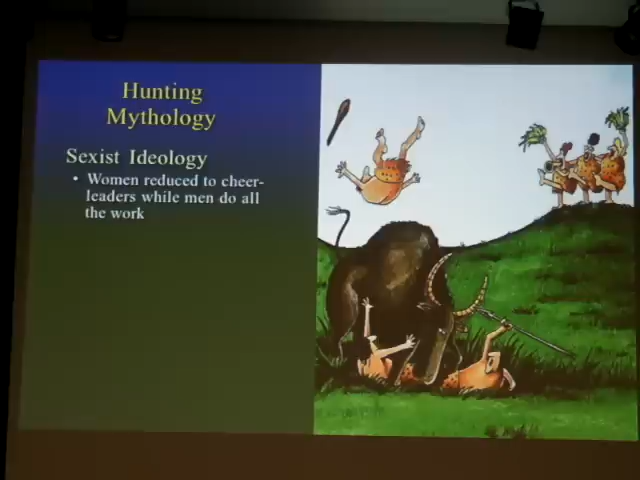 Hunting
Mythology
Sexist Ideology
• Women reduced to cheer-
leaders while men do all
the work